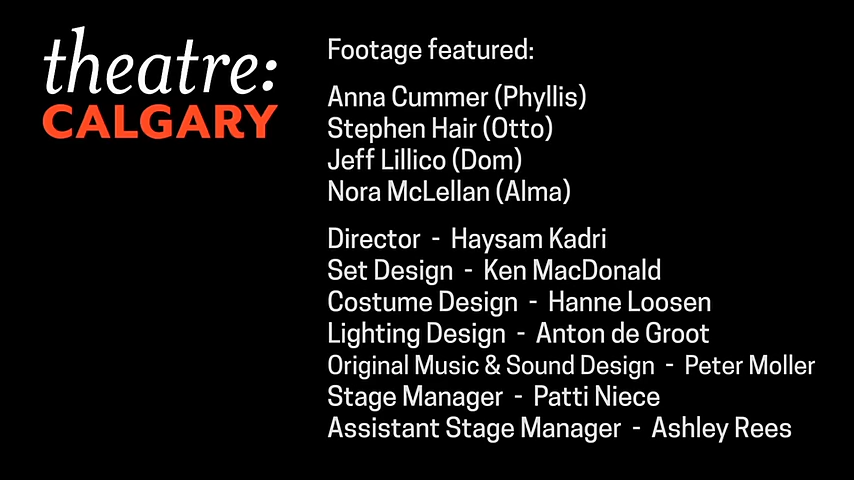 theatre:
CALGARY
Footage featured:
Anna Cummer (Phyllis)
Stephen Hair (Otto)
Jeff Lillico (Dom)
Nora McLellan (Alma)
Director - Haysam Kadri
Set Design - Ken MacDonald
Costume Design - Hanne Loosen
Lighting Design - Anton de Groot
Original Music & Sound Design - Peter Moller
Stage Manager - Patti Niece
Assistant Stage Manager - Ashley Rees